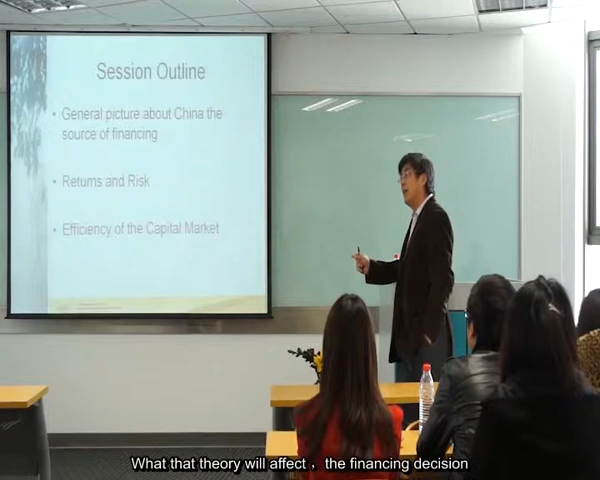 Session Outline
• General picture about China the
source of financing
• Returns and Risk
• Efficiency of the Capital Market
What that theory will affect ， the financing decision